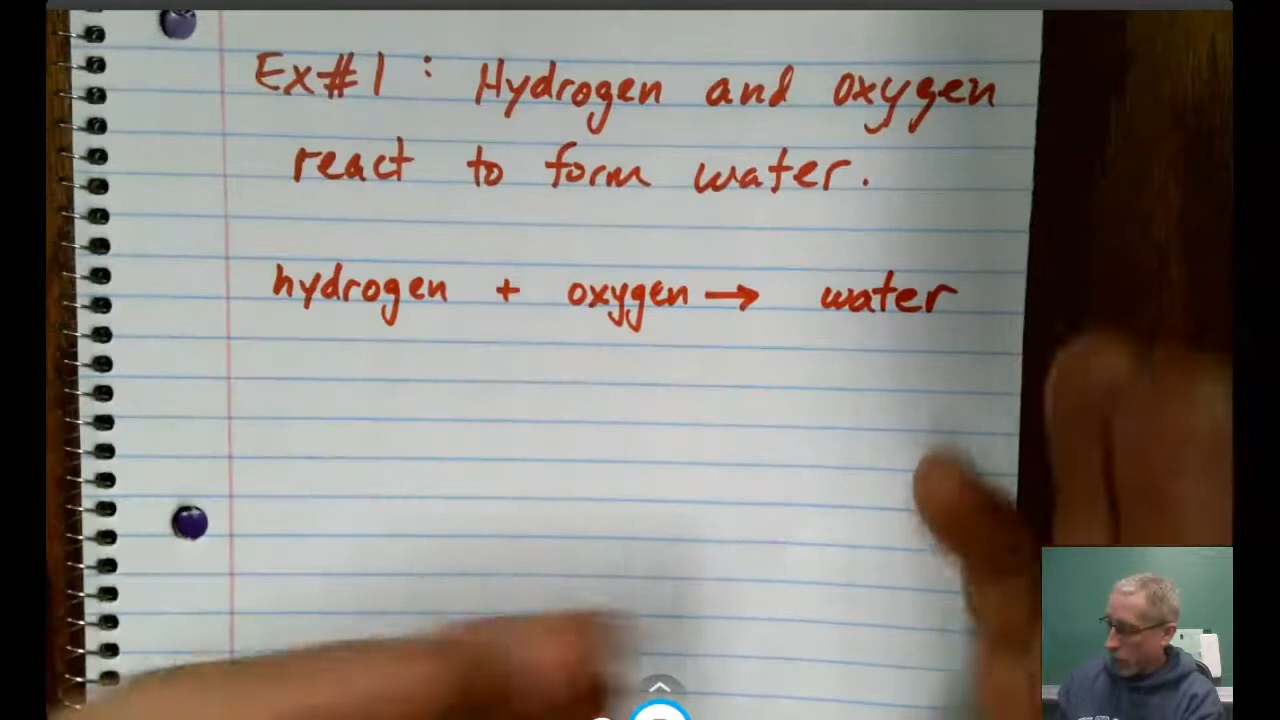 Ex#1: Hydrogen and oxygen
react to form water.
hydrogen + oxygen → water